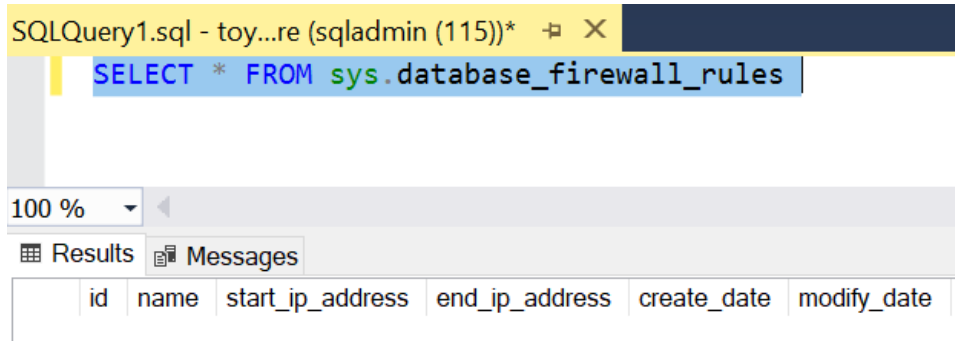 SQLQuery1.sql - toy...re (sqladmin (115))*
SELECT * FROM sys.database_firewall_rules
100 %
Results Messages
id name start_ip_address end_ip_address create_date modify_date